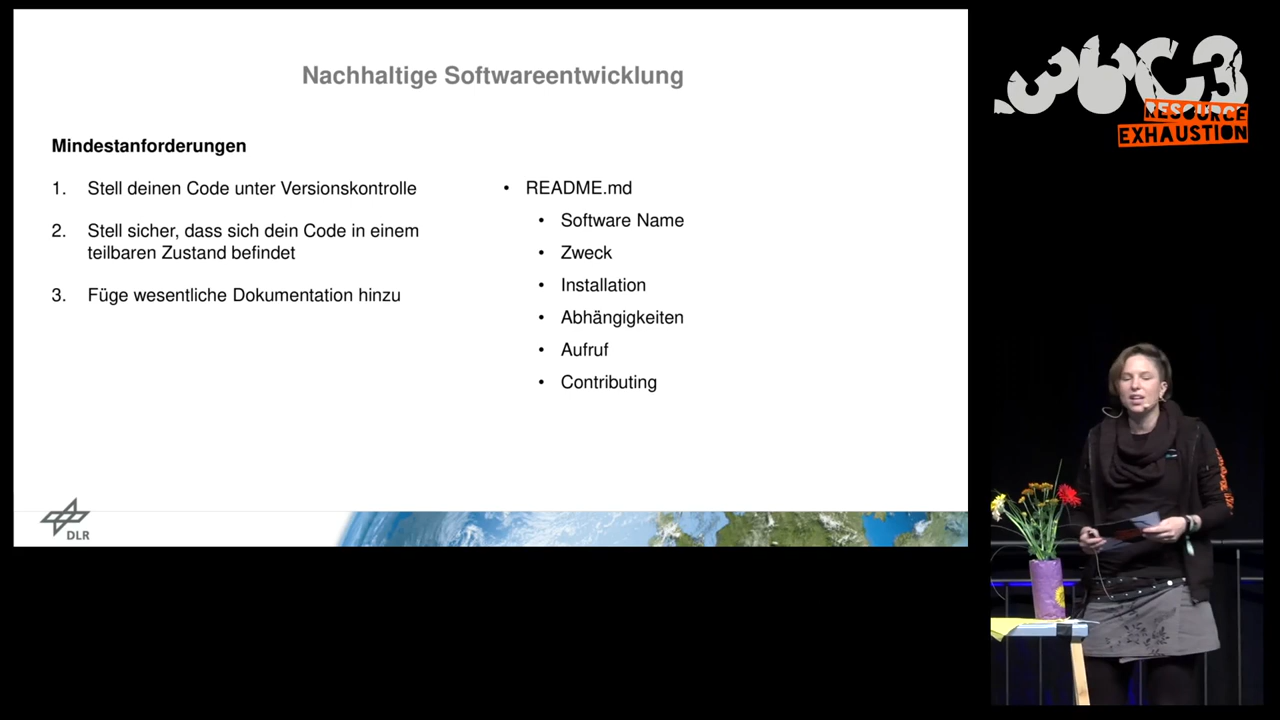 Nachhaltige Softwareentwicklung
Mindestanforderungen
1. Stell deinen Code unter Versionskontrolle
2. Stell sicher, dass sich dein Code in einem
teilbaren Zustand befindet
3. Füge wesentliche Dokumentation hinzu
• README.md
• Software Name
• Zweck
• Installation
• Abhängigkeiten
• Aufruf
• Contributing
DLR
36C3
RESOURCE
EXHAUSTION